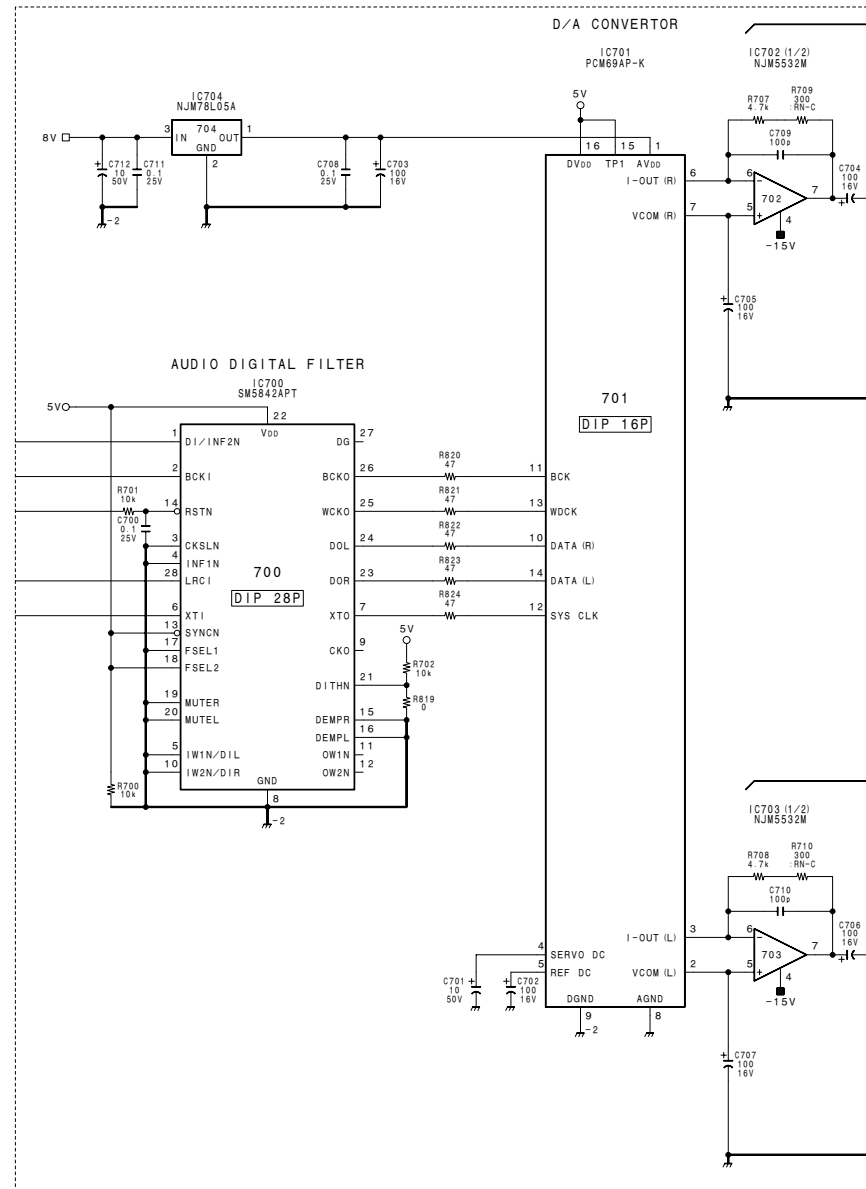 D/A CONVERTOR
IC701
PCM69AP-K
IC702 (1/2)
NJM5532M
IC704
NJM78L05A
8V
3
IN
704
OUT
1
GND
2
C712
10
50V
C711
0.1
25V
-2
C708
0.1
25V
C703
100
16V
5V
16
15
1
DVDD
TP1
AVDD
I-OUT (R)
6
VCOM (R)
7
R707
4.7k
R709
300
:RN-C
C709
100p
6
-
702
7
5
+
4
-15V
C704
100
16V
C705
100
16V
AUDIO DIGITAL FILTER
IC700
SM5842APT
5V
22
VDD
1
DI/INF2N
DG
27
2
BCKI
BCKO
26
R820
47
11
BCK
R701
10k
14
RSTN
WCKO
25
R821
47
13
WDCK
C700
0.1
25V
3
CKSLN
DOL
24
R822
47
10
DATA (R)
4
INF1N
28
LRCI
DOR
23
R823
47
14
DATA (L)
700
DIP 28P
701
DIP 16P
6
XTI
XTO
7
R824
47
12
SYS CLK
13
SYNCN
17
FSEL1
CKO
9
18
FSEL2
5V
R702
10k
DITHN
21
R819
0
19
MUTER
DEMPR
15
20
MUTEL
DEMPL
16
5
IW1N/DIL
OW1N
11
10
IW2N/DIR
OW2N
12
R700
10k
GND
8
-2
IC703 (1/2)
NJM5532M
R708
4.7k
R710
300
:RN-C
C710
100p
I-OUT (L)
3
6
-
703
7
C706
100
16V
4
SERVO DC
5
REF DC
VCOM (L)
2
5
+
4
-15V
C701
10
50V
C702
100
16V
DGND
AGND
9
-2
8
C707
100
16V